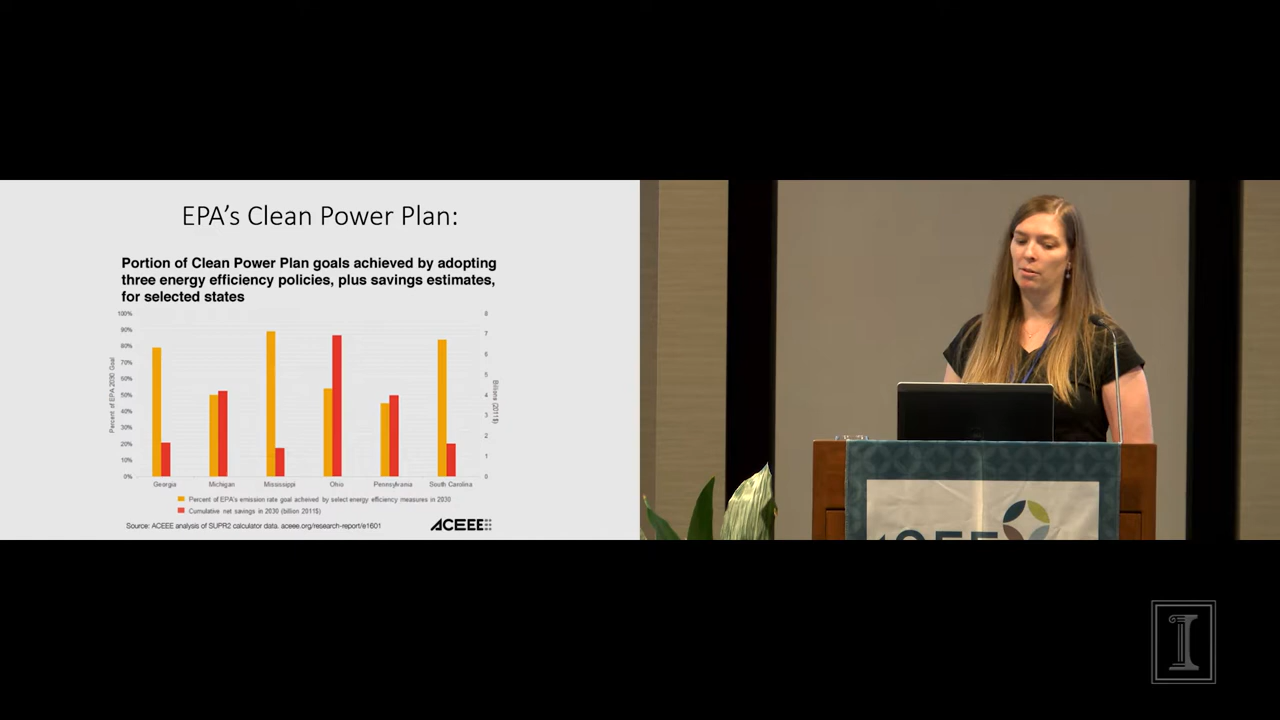 EPA's Clean Power Plan:
Portion of Clean Power Plan goals achieved by adopting
three energy efficiency policies, plus savings estimates,
for selected states
100%
90%
80%
70%
60%
50%
40%
30%
20%
10%
0%
Percent of EPA 2030 Goal
8
7
6
5
4
3
2
1
0
Billions (2011$)
Georgia
Michigan
Mississippi
Ohio
Pennsylvania
South Carolina
Percent of EPA's emission rate goal acheived by select energy efficiency measures in 2030
Cumulative net savings in 2030 (billion 2011$)
Source: ACEEE analysis of SUPR2 calculator data. aceee.org/research-report/e1601
ACEEE